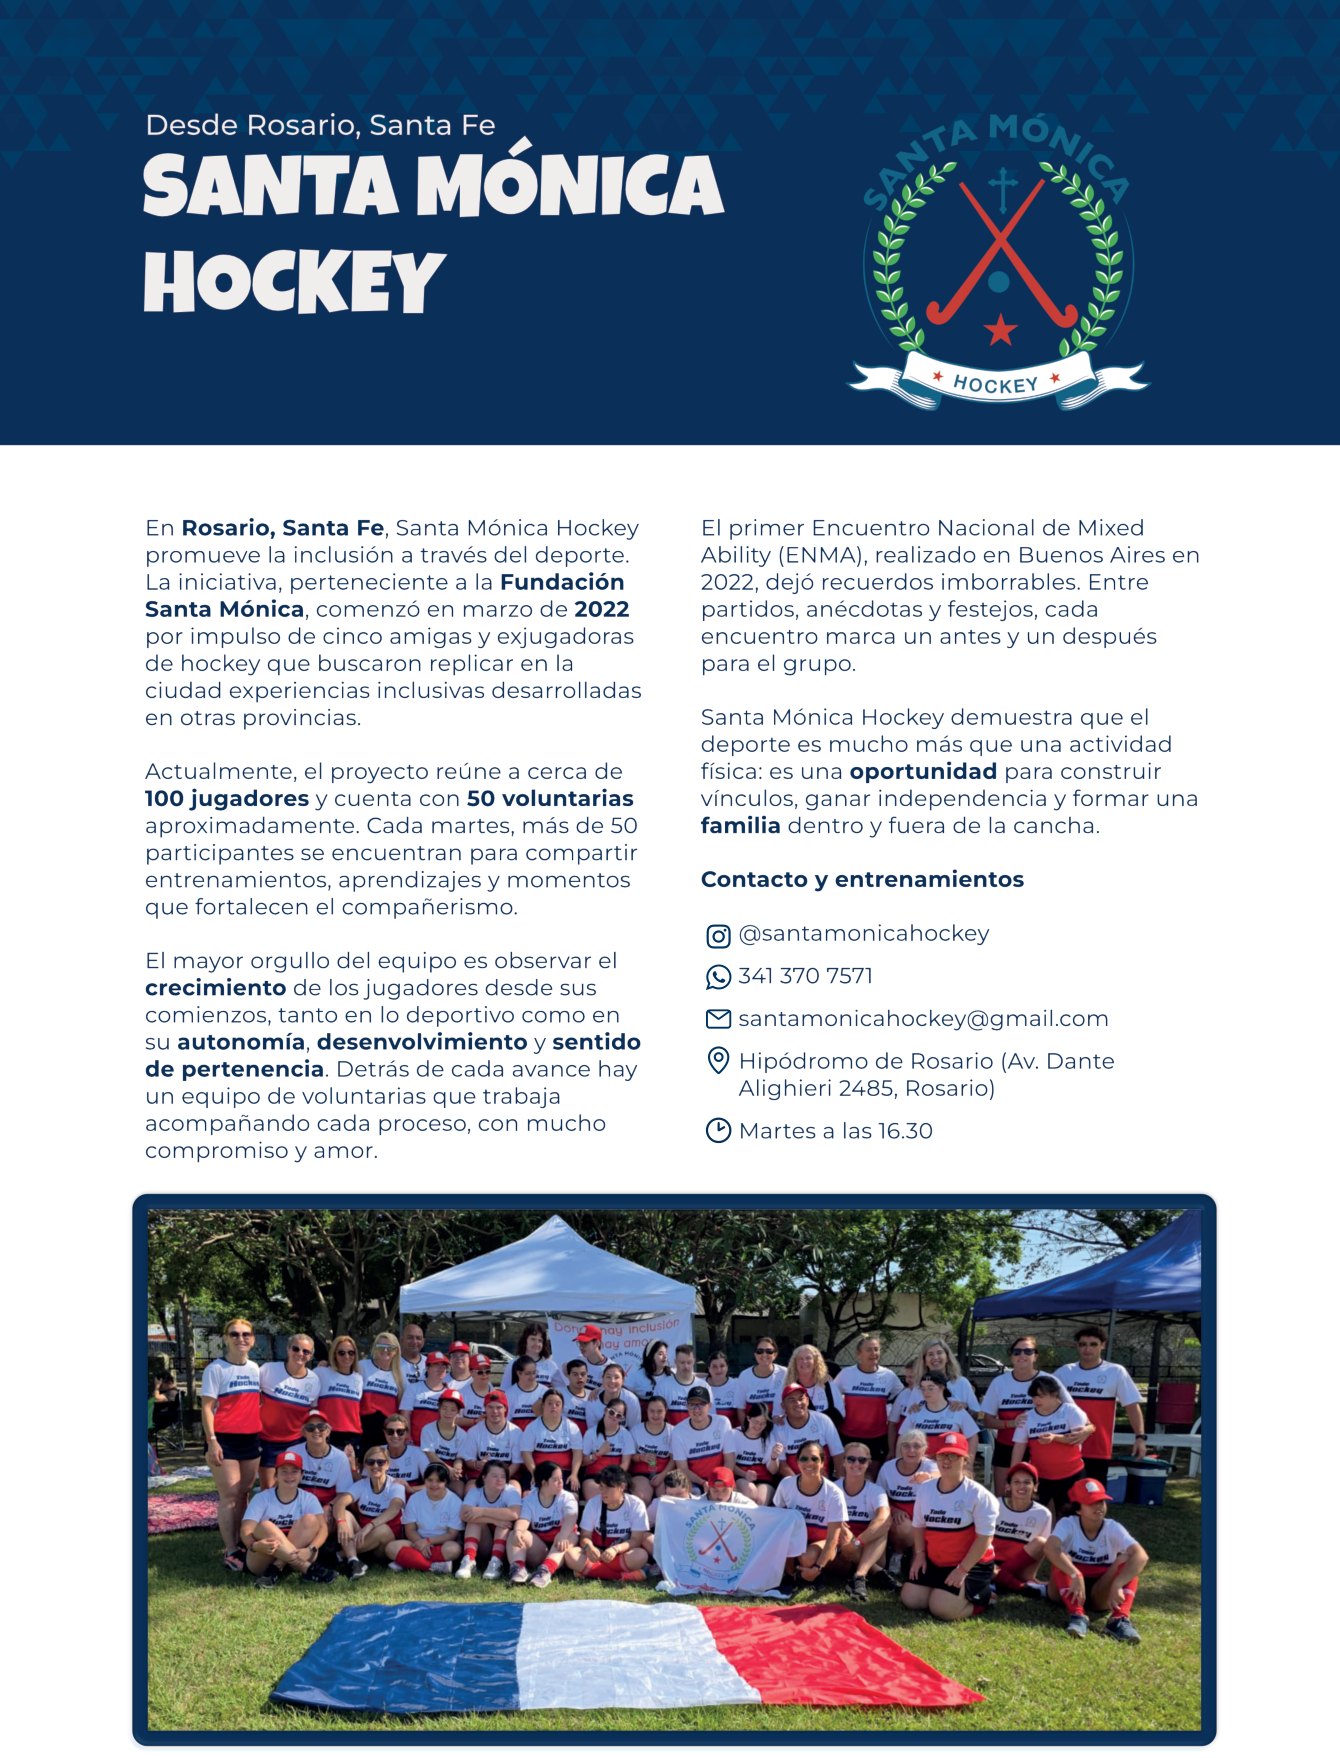 Desde Rosario, Santa Fe
SANTA MÓNICA
HOCKEY
SANTA MÓNICA
HOCKEY
En Rosario, Santa Fe, Santa Mónica Hockey
promueve la inclusión a través del deporte.
La iniciativa, perteneciente a la Fundación
Santa Mónica, comenzó en marzo de 2022
por impulso de cinco amigas y exjugadoras
de hockey que buscaron replicar en la
ciudad experiencias inclusivas desarrolladas
en otras provincias.
Actualmente, el proyecto reúne a cerca de
100 jugadores y cuenta con 50 voluntarias
aproximadamente. Cada martes, más de 50
participantes se encuentran para compartir
entrenamientos, aprendizajes y momentos
que fortalecen el compañerismo.
El mayor orgullo del equipo es observar el
crecimiento de los jugadores desde sus
comienzos, tanto en lo deportivo como en
su autonomía, desenvolvimiento y sentido
de pertenencia. Detrás de cada avance hay
un equipo de voluntarias que trabaja
acompañando cada proceso, con mucho
compromiso y amor.
El primer Encuentro Nacional de Mixed
Ability (ENMA), realizado en Buenos Aires en
2022, dejó recuerdos imborrables. Entre
partidos, anécdotas y festejos, cada
encuentro marca un antes y un después
para el grupo.
Santa Mónica Hockey demuestra que el
deporte es mucho más que una actividad
física: es una oportunidad para construir
vínculos, ganar independencia y formar una
familia dentro y fuera de la cancha.
Contacto y entrenamientos
@santamonicahockey
341 370 7571
santamonicahockey@gmail.com
Hipódromo de Rosario (Av. Dante
Alighieri 2485, Rosario)
Martes a las 16.30
hay inclusión
hay amor
SANTA MÓNICA
Todo
Hockey